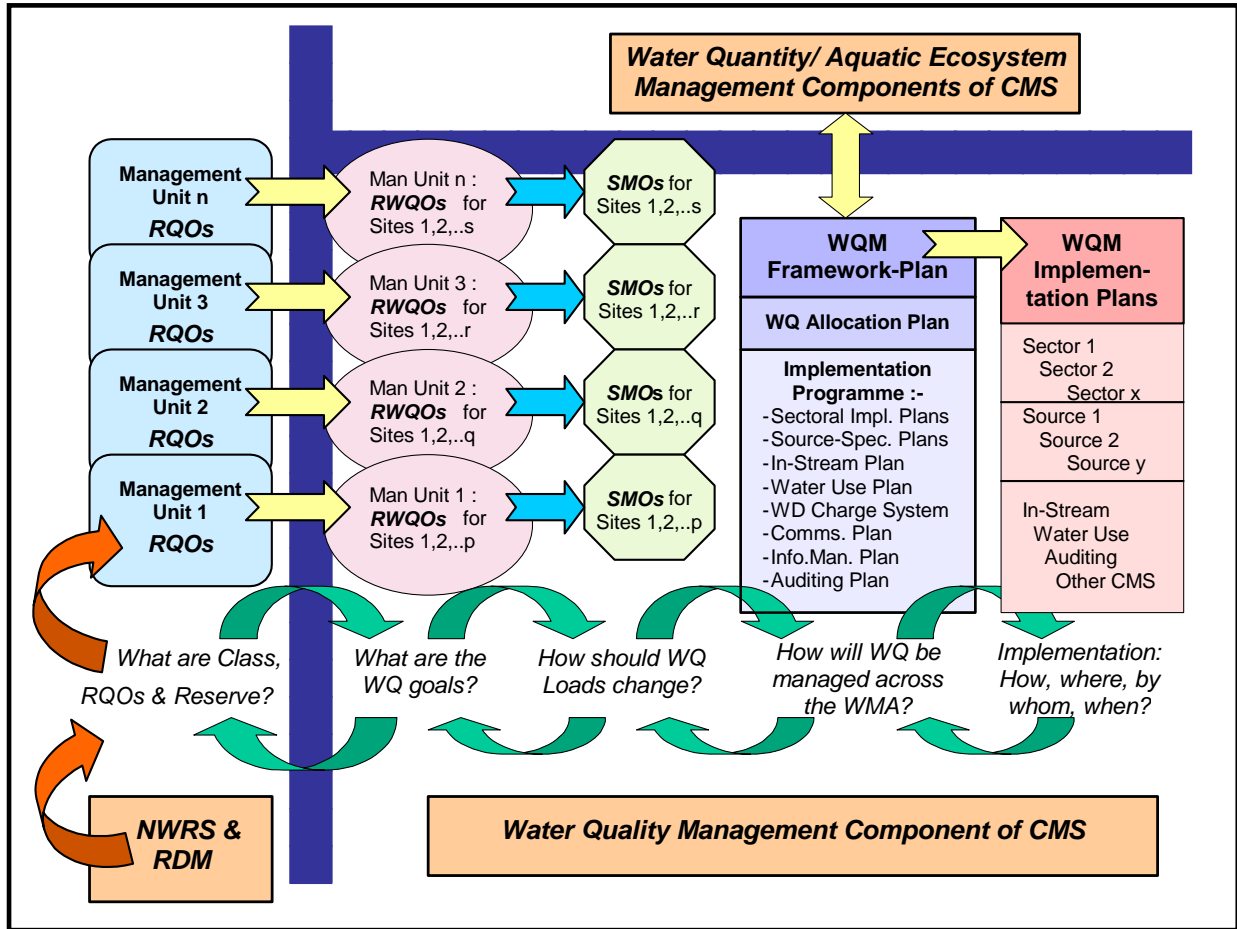 Water Quantity/ Aquatic Ecosystem
Management Components of CMS
Management
Unit n
RQOs
Man Unit n :
RWQOs for
Sites 1,2,..s
SMOs for
Sites 1,2,..s
Management
Unit 3
RQOs
Man Unit 3 :
RWQOs for
Sites 1,2,..r
SMOs for
Sites 1,2,..r
Management
Unit 2
RQOs
Man Unit 2 :
RWQOs for
Sites 1,2,..q
SMOs for
Sites 1,2,..q
Management
Unit 1
RQOs
Man Unit 1 :
RWQOs for
Sites 1,2,..p
SMOs for
Sites 1,2,..p
WQM
Framework-Plan
WQ Allocation Plan
Implementation
Programme :-
-Sectoral Impl. Plans
-Source-Spec. Plans
-In-Stream Plan
-Water Use Plan
-WD Charge System
-Comms. Plan
-Info.Man. Plan
-Auditing Plan
WQM
Implemen-
tation Plans
Sector 1
Sector 2
Sector x
Source 1
Source 2
Source y
In-Stream
Water Use
Auditing
Other CMS
What are Class,
RQOs & Reserve?
What are the
WQ goals?
How should WQ
Loads change?
How will WQ be
managed across
the WMA?
Implementation:
How, where, by
whom, when?
NWRS &
RDM
Water Quality Management Component of CMS